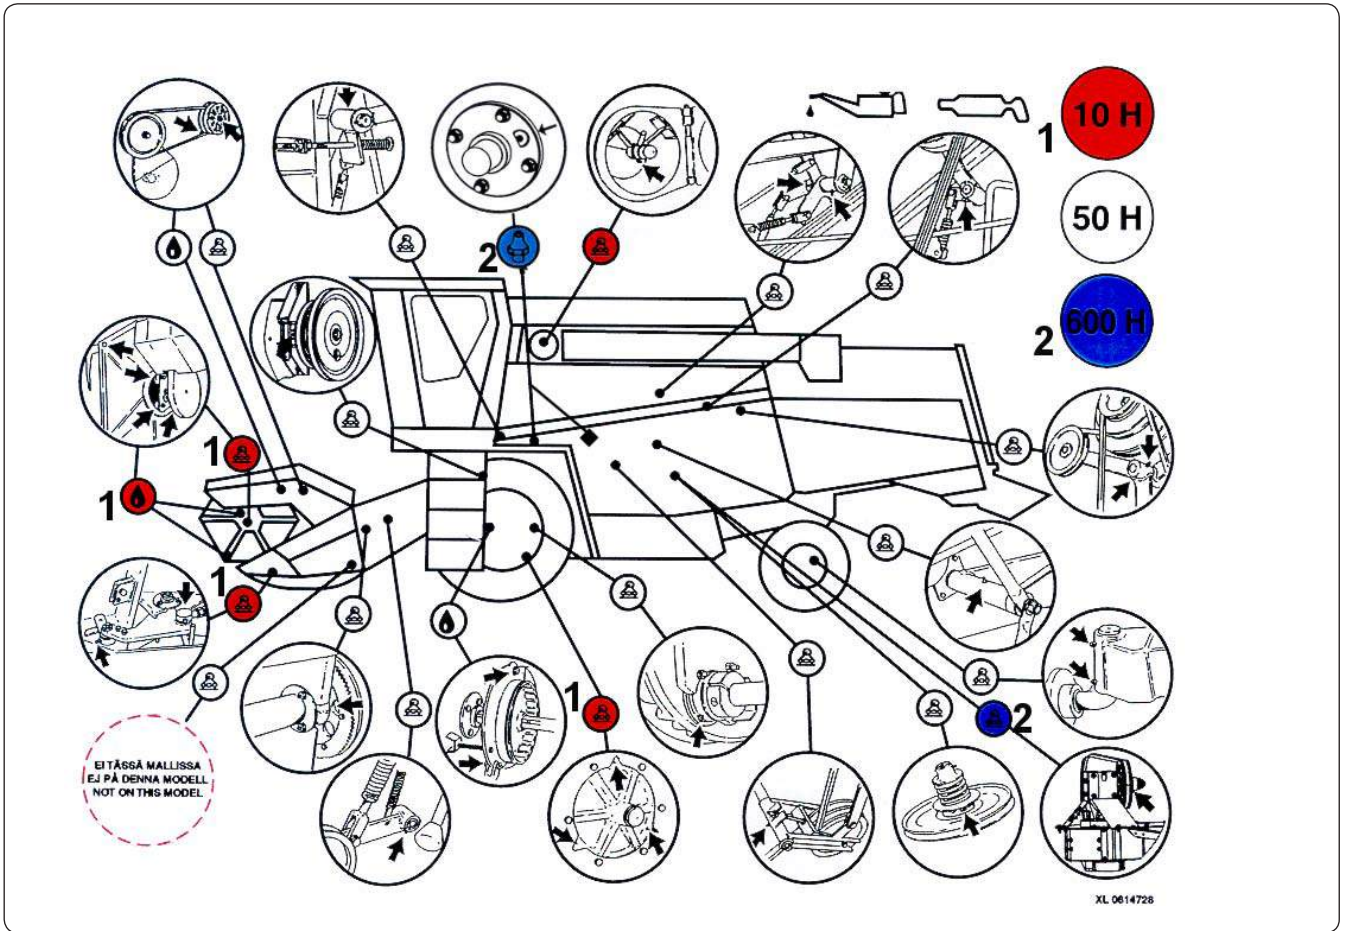 10 H
1
50 H
2
600 H
2
1
1
1
1
2
EI TÄSSÄ MALLISSA
EJ PÅ DENNA MODELL
NOT ON THIS MODEL
XL 0614728